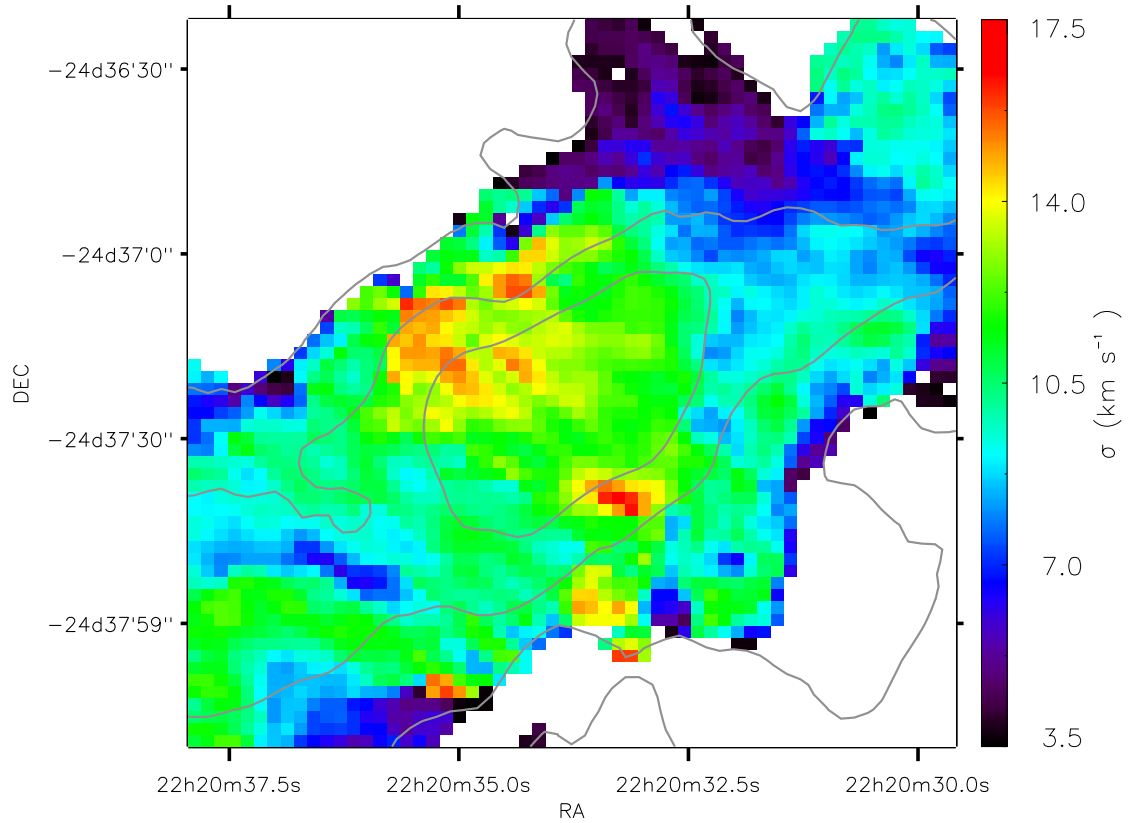 17.5
-24d36'30''
14.0
-24d37'0''
DEC
10.5
σ (km s⁻¹)
-24d37'30''
7.0
-24d37'59''
3.5
22h20m37.5s 22h20m35.0s 22h20m32.5s 22h20m30.0s
RA